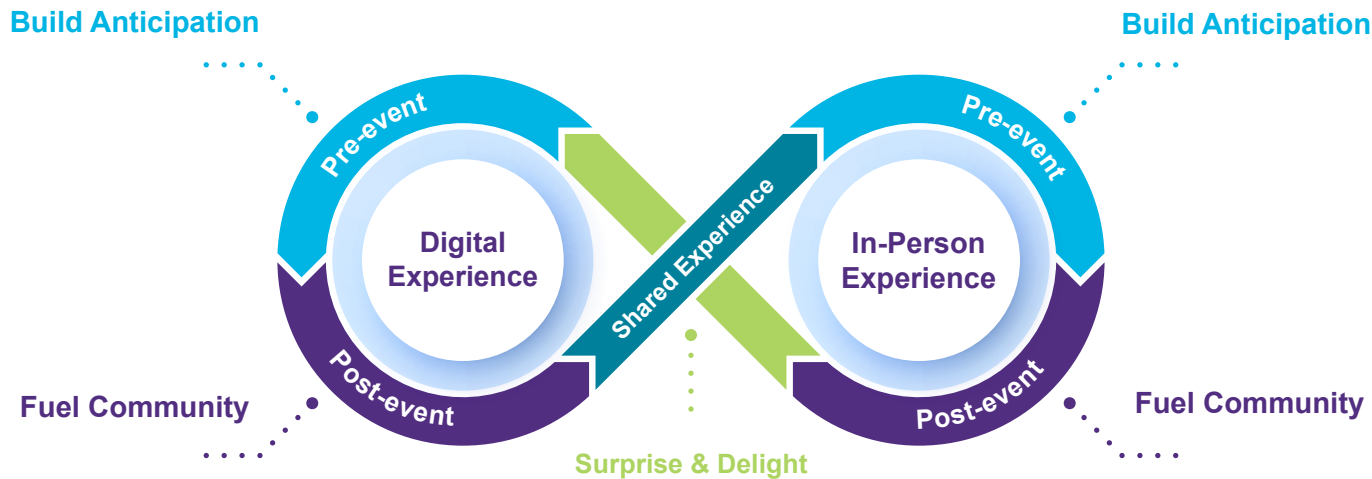 Build Anticipation
Build Anticipation
Pre-event
Pre-event
Digital
Experience
Shared Experience
In-Person
Experience
Post-event
Post-event
Fuel Community
Fuel Community
Surprise & Delight